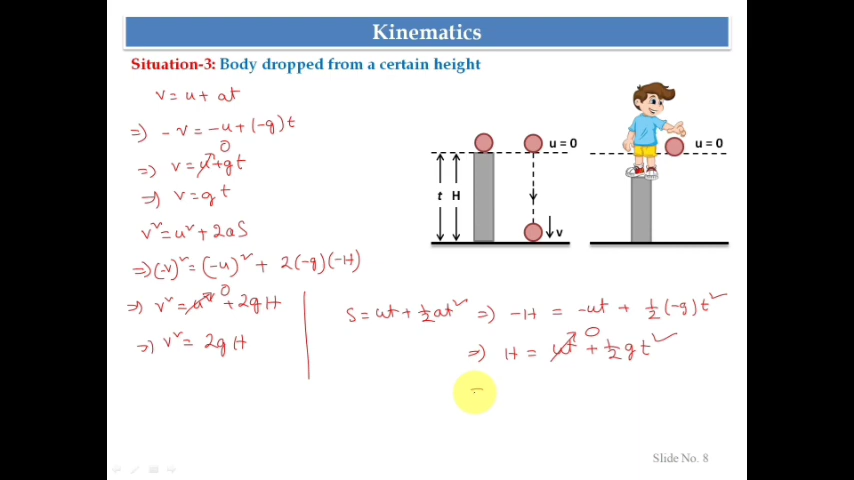 Kinematics
Situation-3: Body dropped from a certain height
v = u + at
⇒ -v = -u + (-g)t
⇒ v = u + gt
0
⇒ v = gt
v² = u² + 2aS
⇒ (-v)² = (-u)² + 2(-g)(-H)
⇒ v² = u² + 2gH
0
⇒ v² = 2gH
u = 0
t H
v
u = 0
S = ut + ½at² ⇒ -H = -ut + ½(-g)t²
⇒ H = ut + ½gt²
0
Slide No. 8